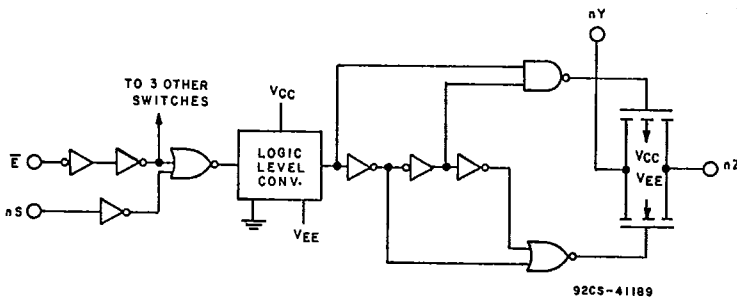 nY
TO 3 OTHER
SWITCHES
VCC
E
LOGIC
LEVEL
CONV.
nS
VEE
VCC
VEE
nZ
92CS-41189